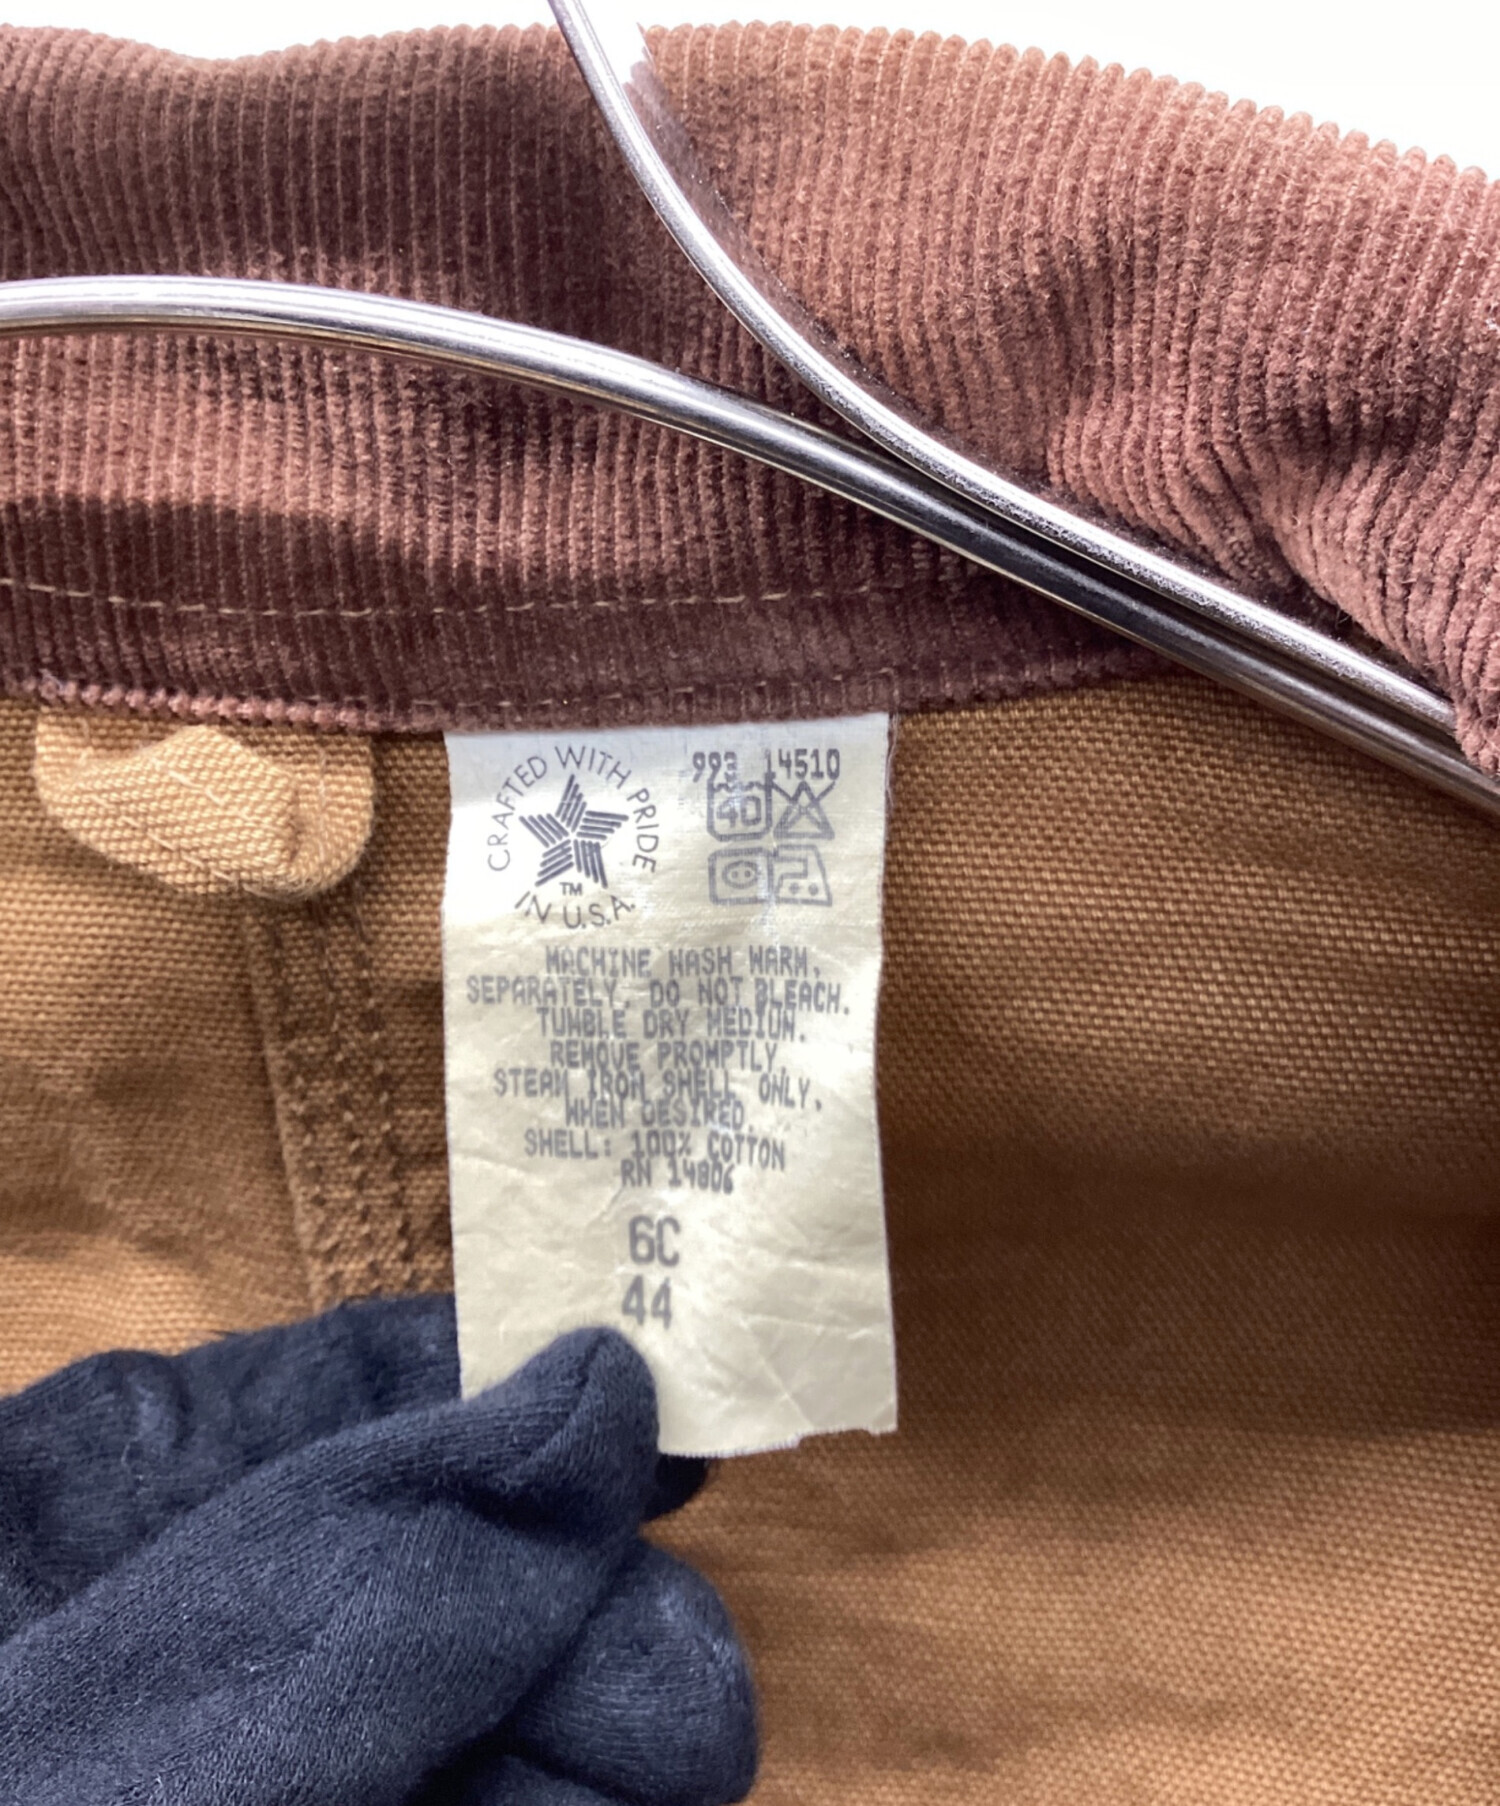 CRAFTED WITH PRIDE
TM
IN U.S.A.
993 14510
40
MACHINE WASH WARM,
SEPARATELY. DO NOT BLEACH.
TUMBLE DRY MEDIUM.
REMOVE PROMPTLY.
STEAM IRON SHELL ONLY,
WHEN DESIRED.
SHELL: 100% COTTON
RN 14806
6C
44